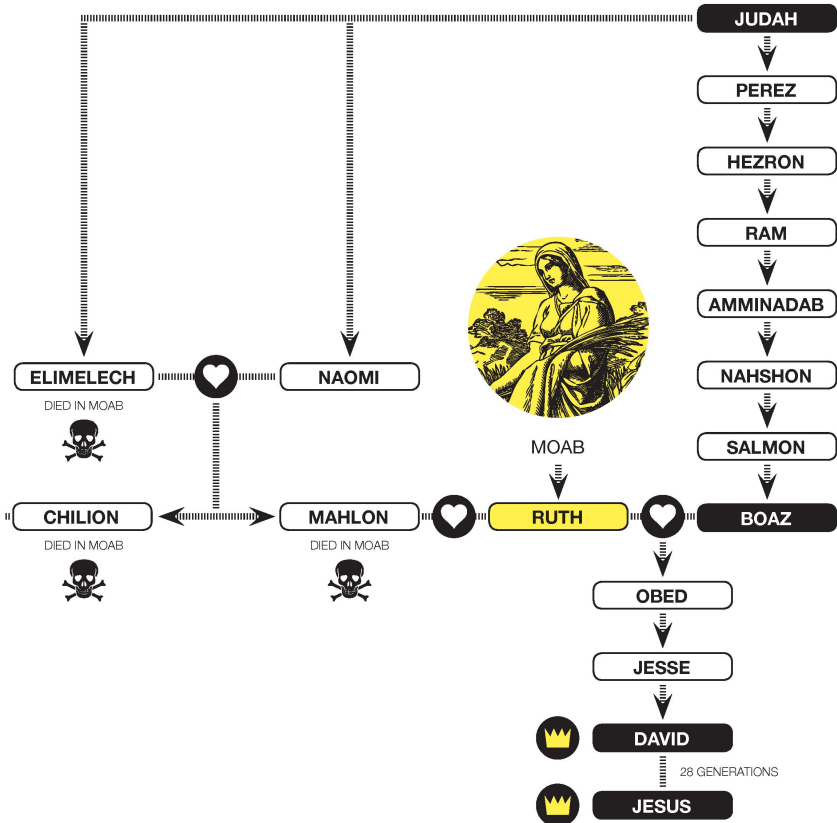 JUDAH
PEREZ
HEZRON
RAM
AMMINADAB
ELIMELECH
NAOMI
NAHSHON
DIED IN MOAB
MOAB
SALMON
CHILION
MAHLON
RUTH
BOAZ
DIED IN MOAB
DIED IN MOAB
OBED
JESSE
DAVID
28 GENERATIONS
JESUS